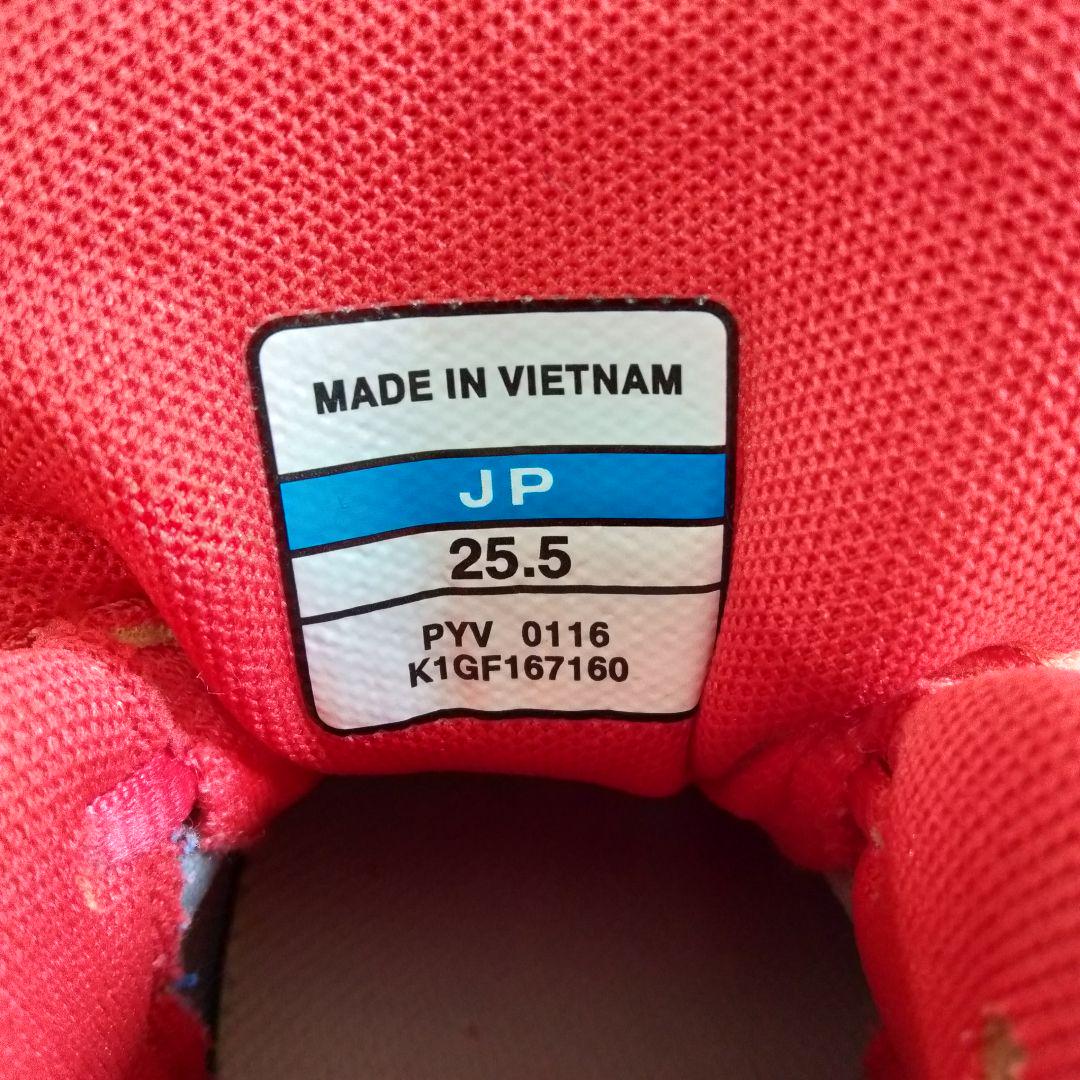 MADE IN VIETNAM
JP
25.5
PYV 0116
K1GF167160